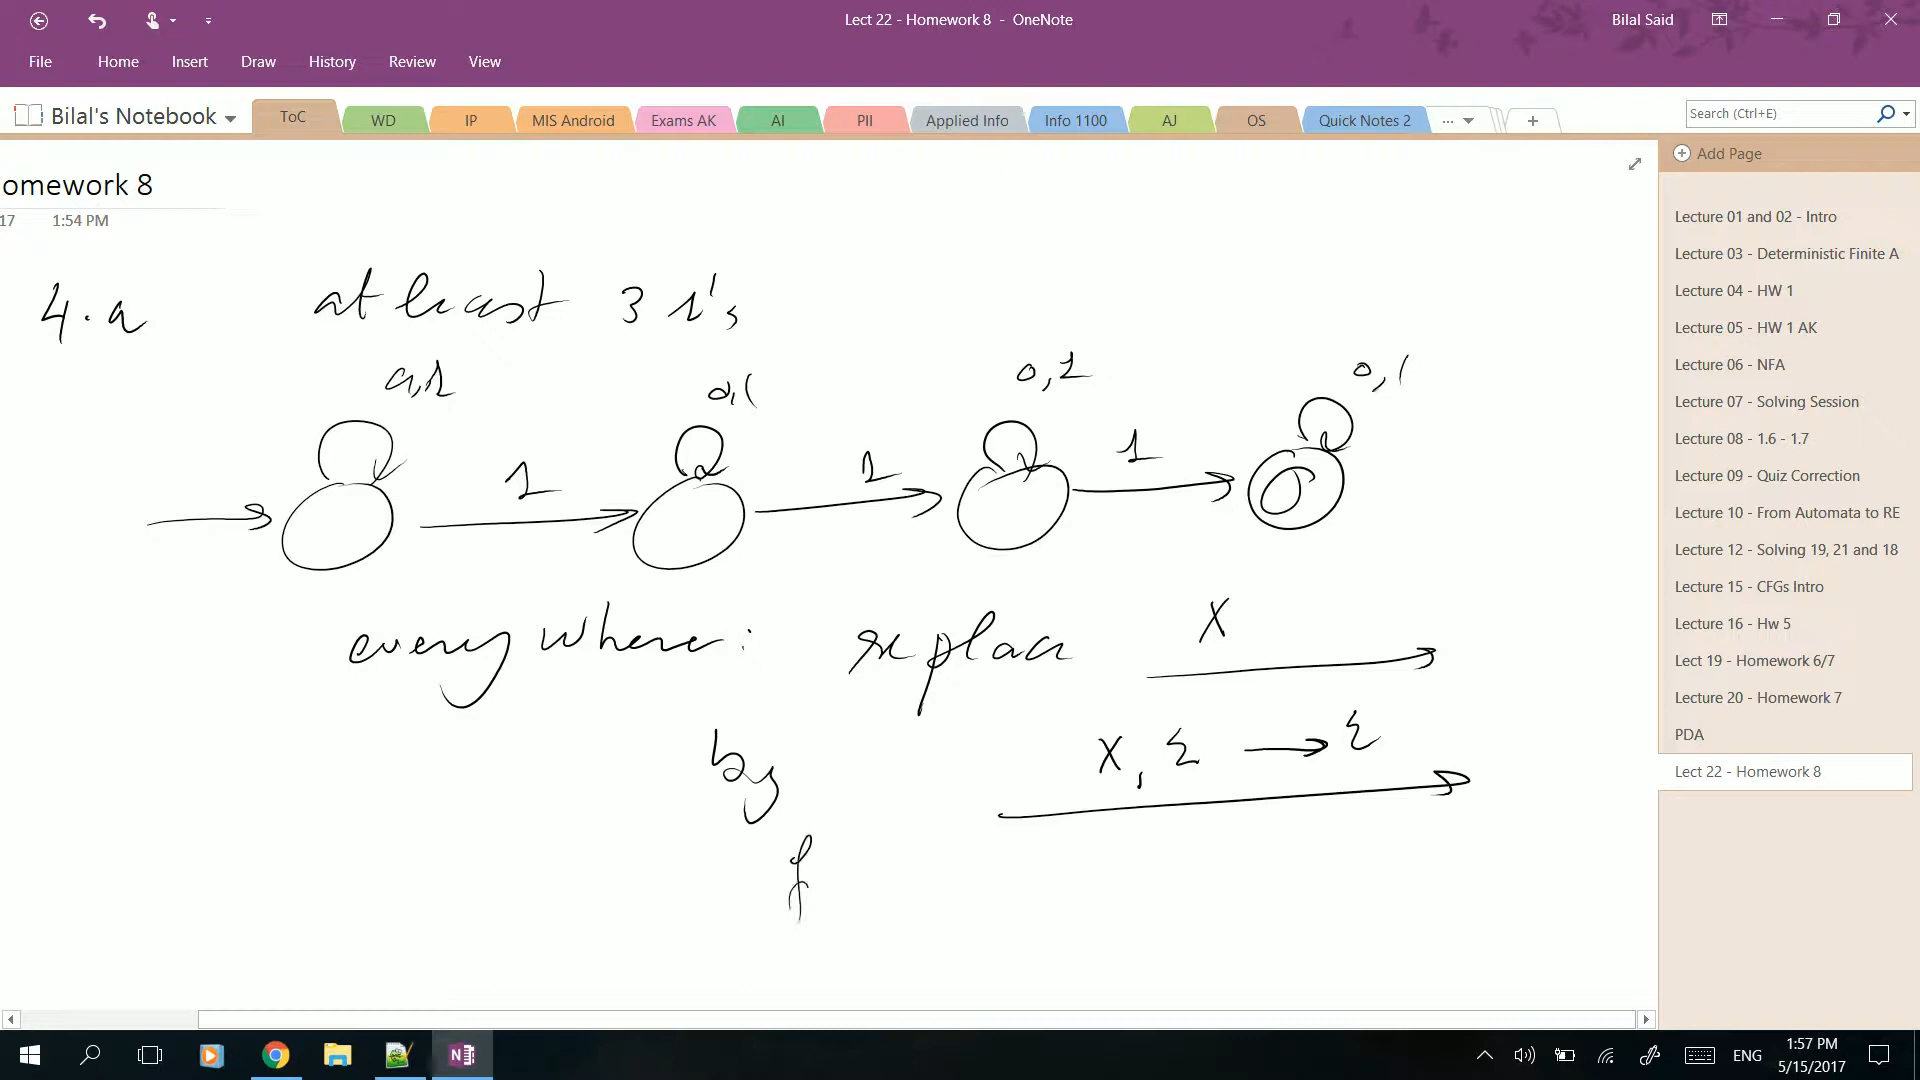 Lect 22 - Homework 8 - OneNote
Bilal Said
File Home Insert Draw History Review View
Bilal's Notebook
ToC WD IP MIS Android Exams AK AI PII Applied Info Info 1100 AJ OS Quick Notes 2 ... +
Search (Ctrl+E)
Add Page
omework 8
17 1:54 PM
4.a at least 3 1's
0,1 0,1 0,1 0,1
1 1 1
everywhere: replace X
by X, ε → ε
Lecture 01 and 02 - Intro
Lecture 03 - Deterministic Finite A
Lecture 04 - HW 1
Lecture 05 - HW 1 AK
Lecture 06 - NFA
Lecture 07 - Solving Session
Lecture 08 - 1.6 - 1.7
Lecture 09 - Quiz Correction
Lecture 10 - From Automata to RE
Lecture 12 - Solving 19, 21 and 18
Lecture 15 - CFGs Intro
Lecture 16 - Hw 5
Lect 19 - Homework 6/7
Lecture 20 - Homework 7
PDA
Lect 22 - Homework 8
N
ENG
1:57 PM
5/15/2017